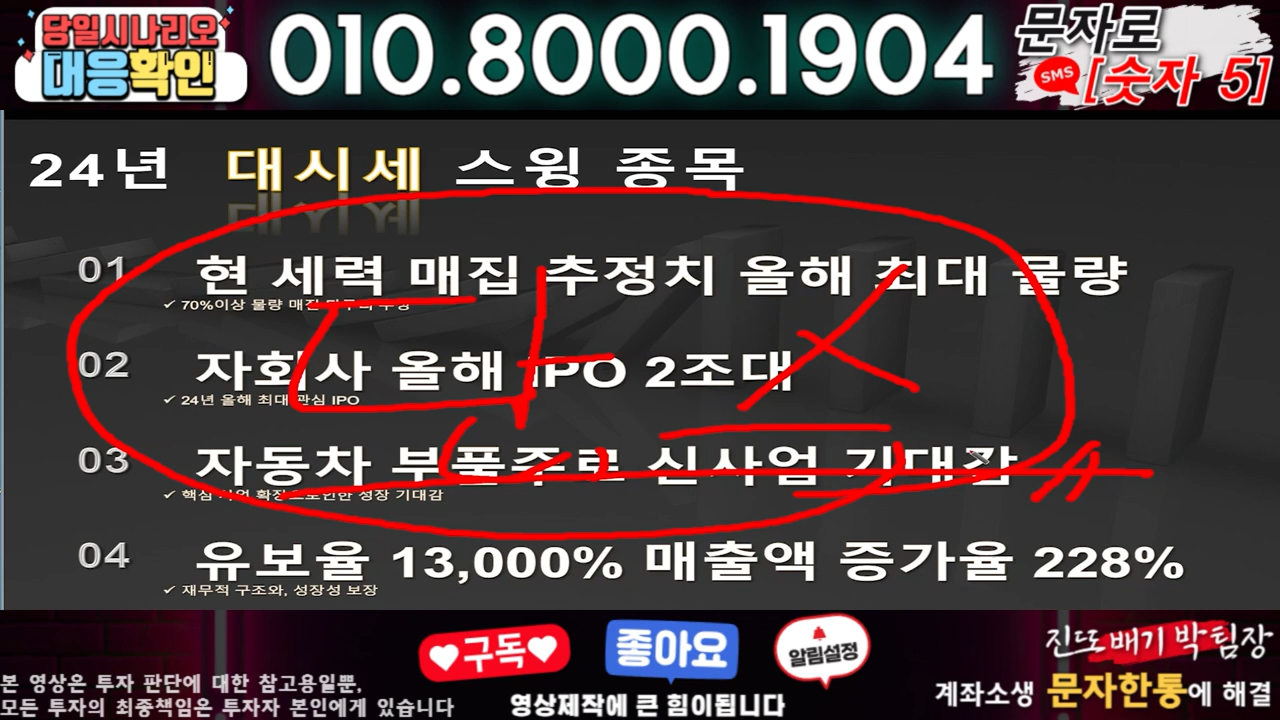 당일시나리오
대응확인
010.8000.1904
문자로
SMS [숫자 5]
24년 대시세 스윙 종목
01 현 세력 매집 추정치 올해 최대 물량
✓ 70%이상 물량 매집
02 자회사 올해 IPO 2조대
✓ 24년 올해 최대 관심 IPO
03 자동차 부품주로 신사업 기대감
✓ 핵심 사업 확장으로인한 성장 기대감
04 유보율 13,000% 매출액 증가율 228%
✓ 재무적 구조와, 성장성 보장
구독
좋아요
알림설정
영상제작에 큰 힘이됩니다
본 영상은 투자 판단에 대한 참고용일뿐,
모든 투자의 최종책임은 투자자 본인에게 있습니다
진또배기 박팀장
계좌소생 문자한통에 해결